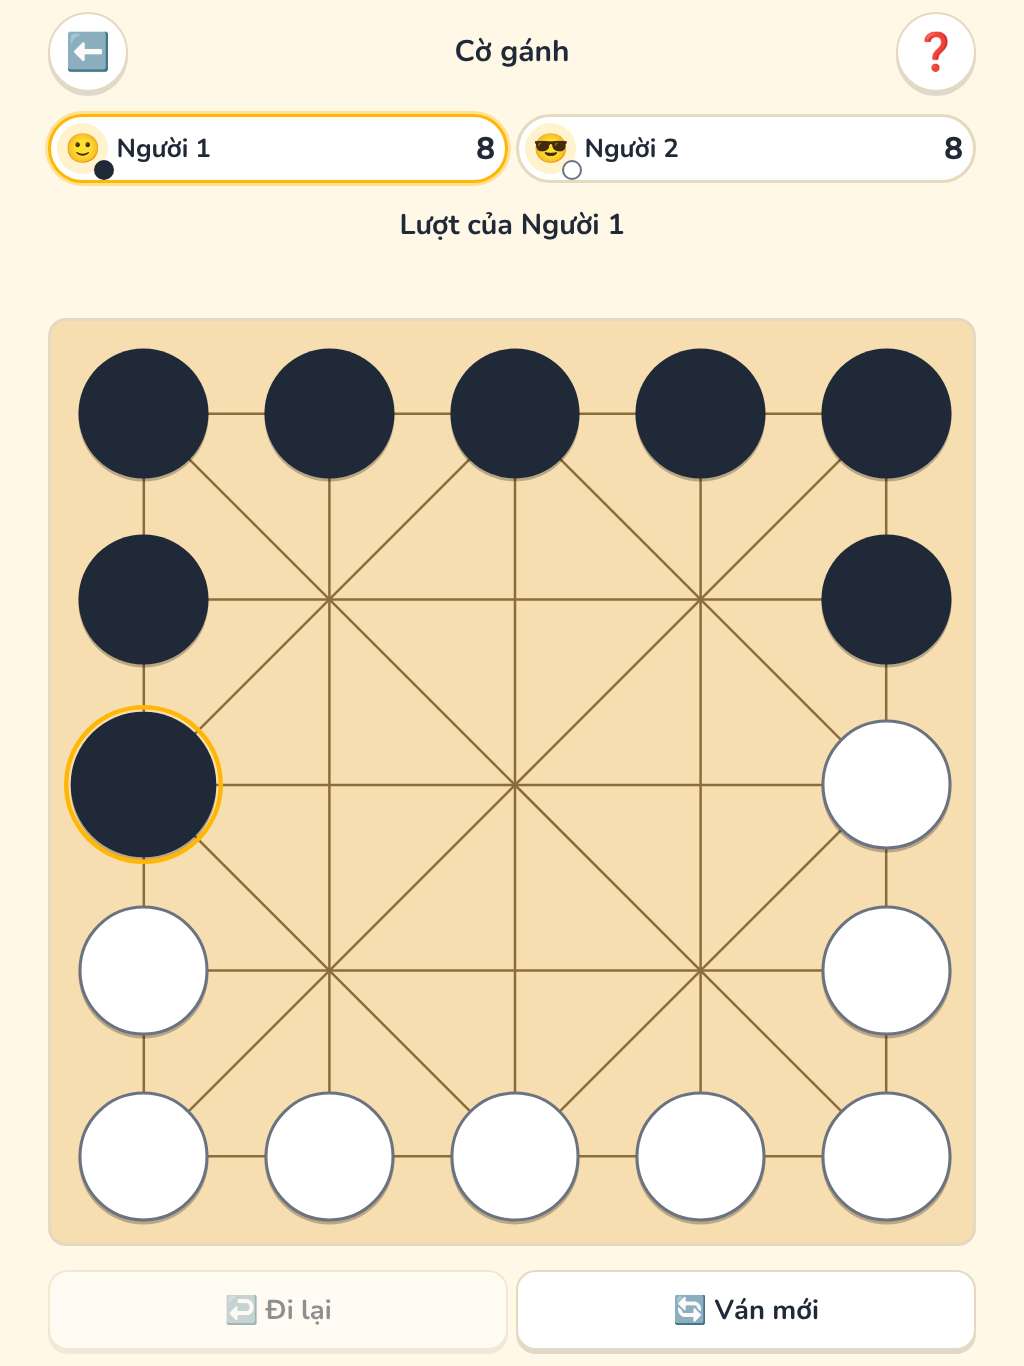 Cờ gánh
Người 1 8
Người 2 8
Lượt của Người 1
Đi lại
Ván mới